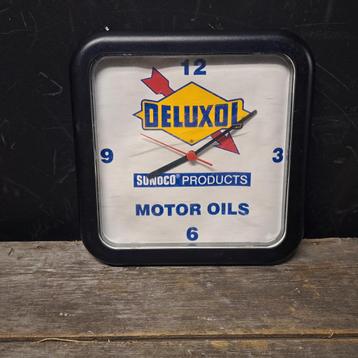 12
DELUXOL
9
3
SUNOCO® PRODUCTS
MOTOR OILS
6